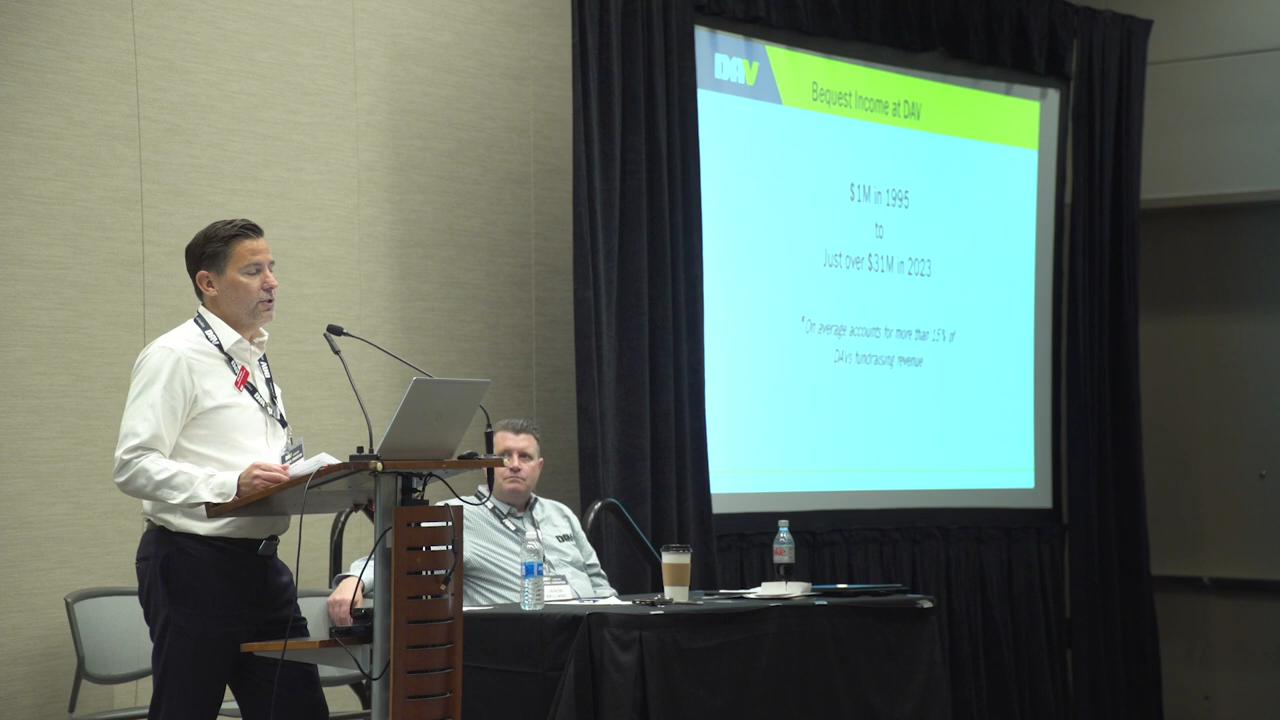 DAV
Bequest Income at DAV
$1M in 1995
to
Just over $31M in 2023
*On average accounts for more than 15% of
DAVs fundraising revenue
DAV
DAV